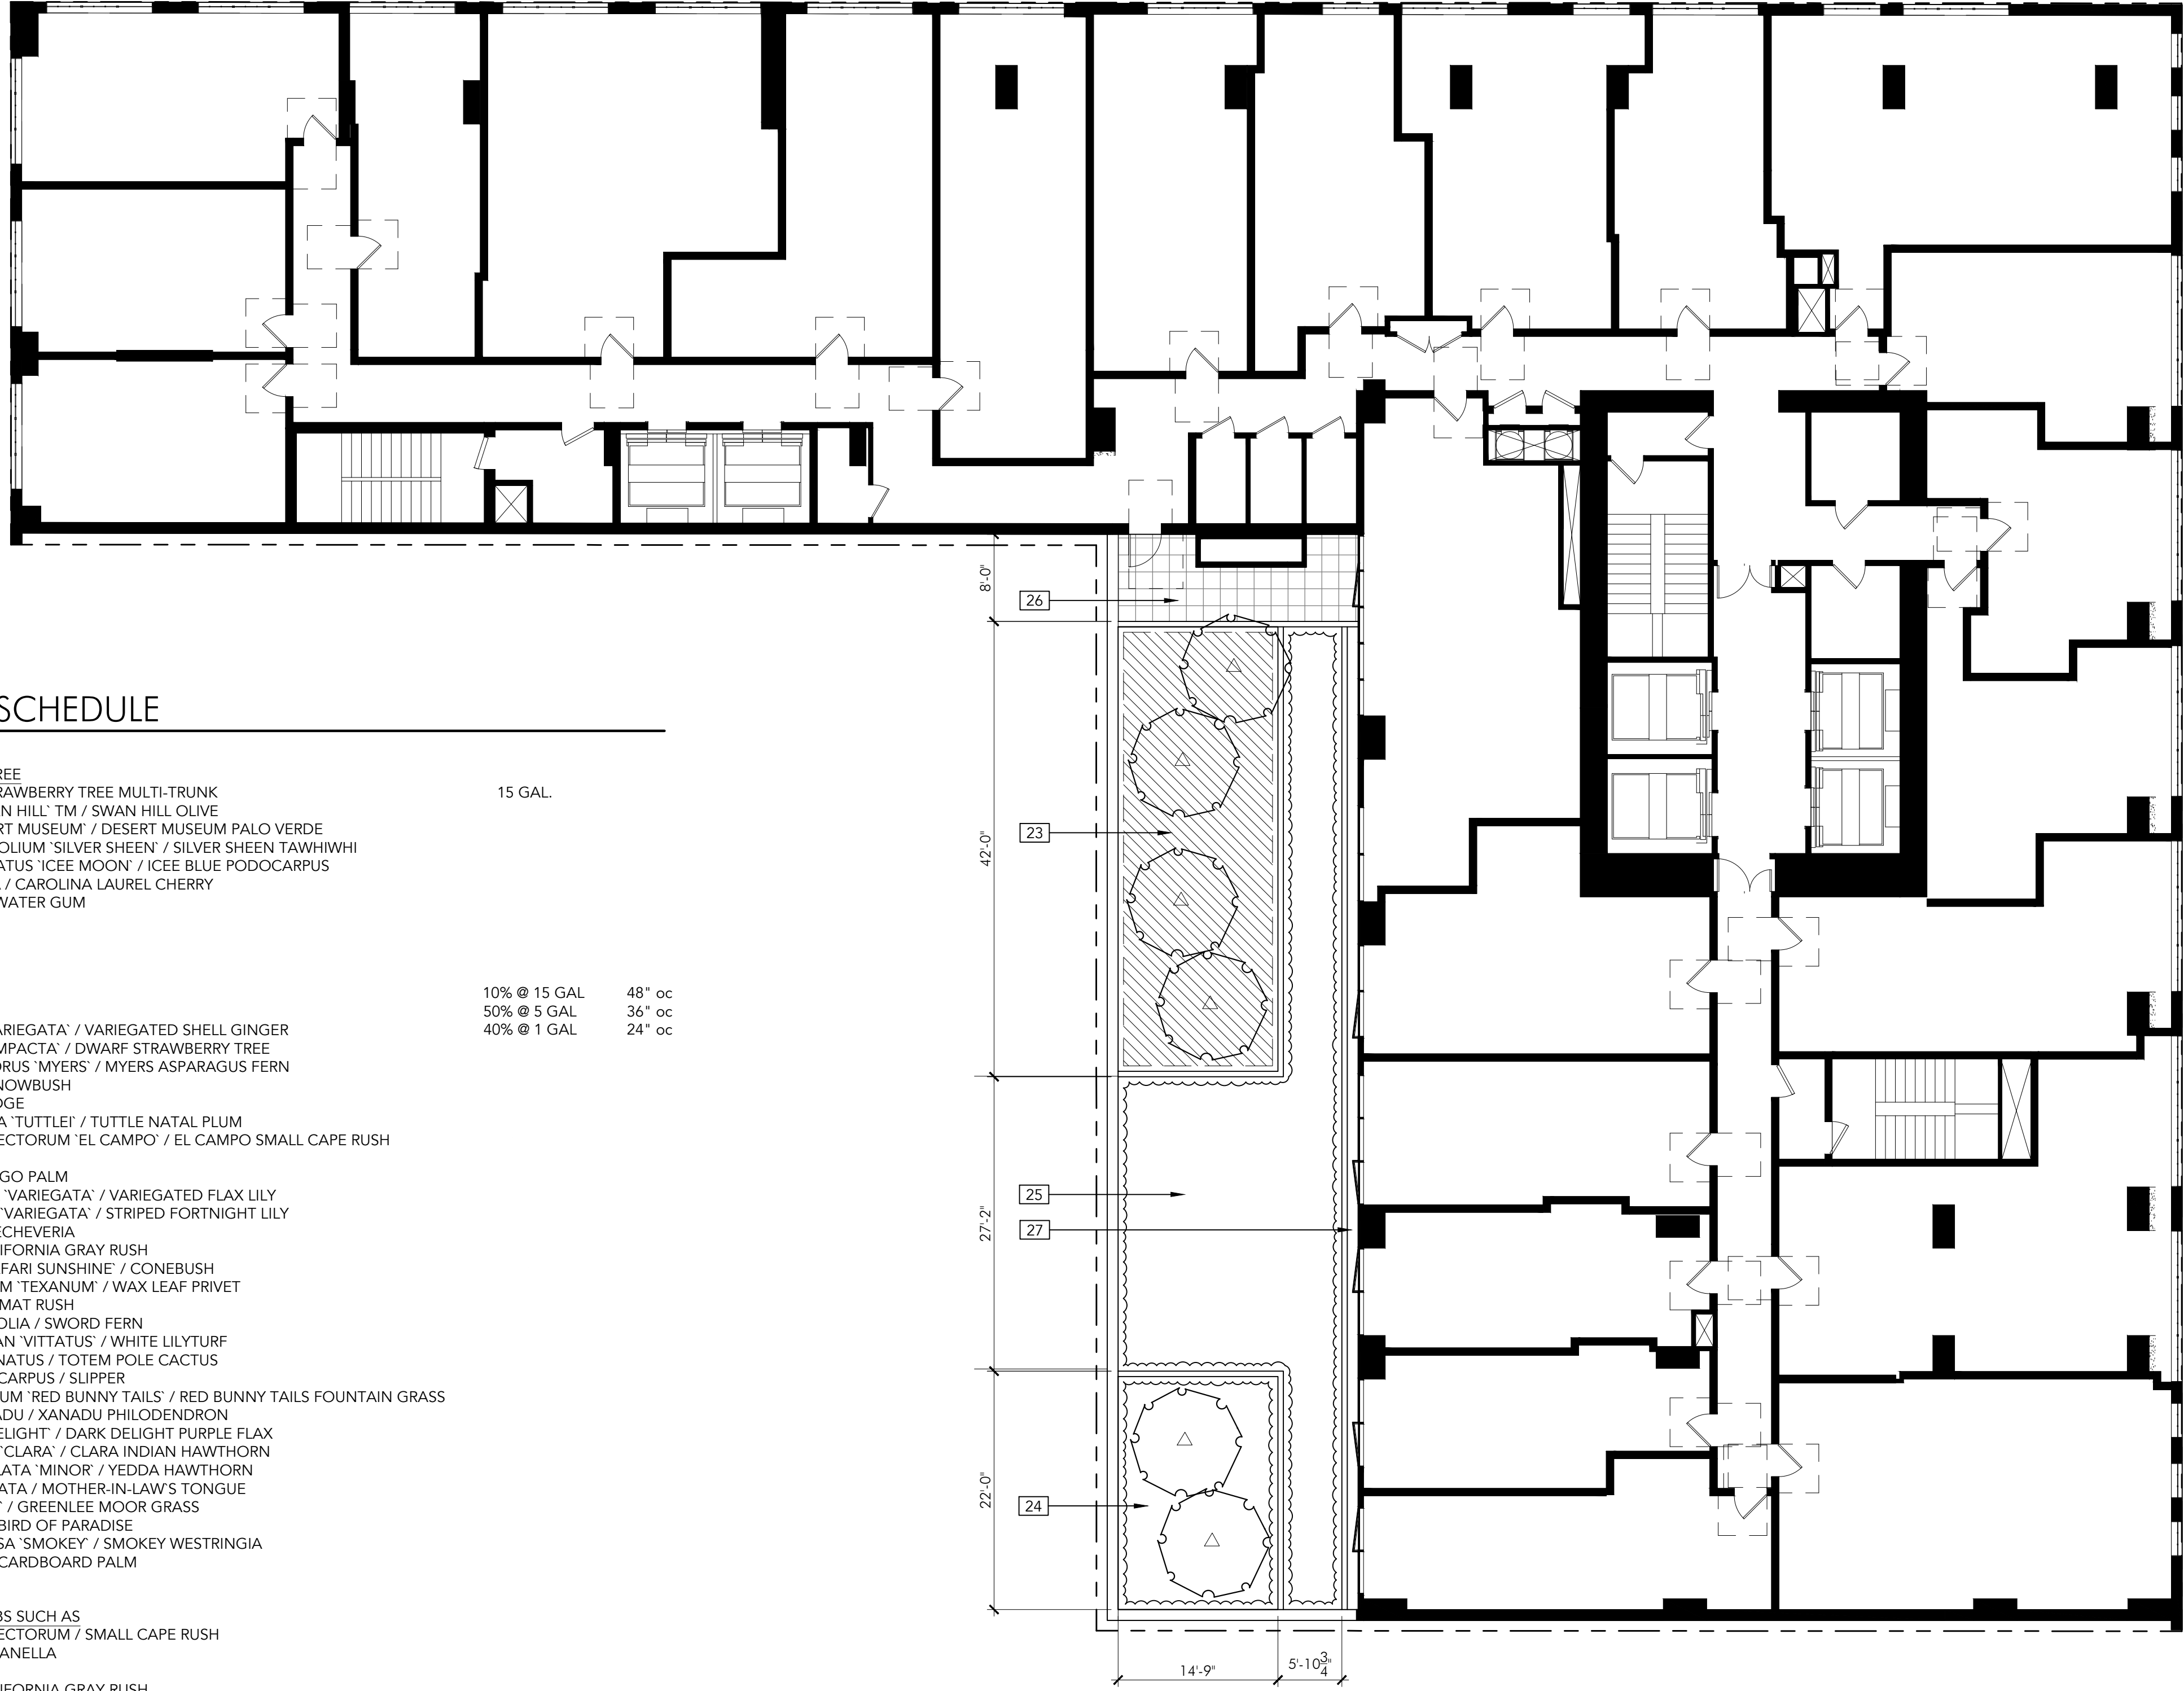 SCHEDULE
REE
RAWBERRY TREE MULTI-TRUNK 15 GAL.
N HILL` TM / SWAN HILL OLIVE
RT MUSEUM` / DESERT MUSEUM PALO VERDE
OLIUM `SILVER SHEEN` / SILVER SHEEN TAWHIWHI
ATUS `ICEE MOON` / ICEE BLUE PODOCARPUS
/ CAROLINA LAUREL CHERRY
WATER GUM
10% @ 15 GAL 48" oc
50% @ 5 GAL 36" oc
ARIEGATA` / VARIEGATED SHELL GINGER 40% @ 1 GAL 24" oc
MPACTA` / DWARF STRAWBERRY TREE
ORUS `MYERS` / MYERS ASPARAGUS FERN
NOWBUSH
DGE
A `TUTTLEI` / TUTTLE NATAL PLUM
ECTORUM `EL CAMPO` / EL CAMPO SMALL CAPE RUSH
GO PALM
`VARIEGATA` / VARIEGATED FLAX LILY
`VARIEGATA` / STRIPED FORTNIGHT LILY
ECHEVERIA
IFORNIA GRAY RUSH
FARI SUNSHINE` / CONEBUSH
M `TEXANUM` / WAX LEAF PRIVET
MAT RUSH
OLIA / SWORD FERN
AN `VITTATUS` / WHITE LILYTURF
NATUS / TOTEM POLE CACTUS
CARPUS / SLIPPER
UM `RED BUNNY TAILS` / RED BUNNY TAILS FOUNTAIN GRASS
ADU / XANADU PHILODENDRON
ELIGHT` / DARK DELIGHT PURPLE FLAX
`CLARA` / CLARA INDIAN HAWTHORN
LATA `MINOR` / YEDDA HAWTHORN
ATA / MOTHER-IN-LAW`S TONGUE
` / GREENLEE MOOR GRASS
BIRD OF PARADISE
SA `SMOKEY` / SMOKEY WESTRINGIA
CARDBOARD PALM
BS SUCH AS
ECTORUM / SMALL CAPE RUSH
ANELLA
IFORNIA GRAY RUSH
8'-0"
26
42'-0"
23
27'-2"
25
27
22'-0"
24
14'-9"
5'-10 3/4"